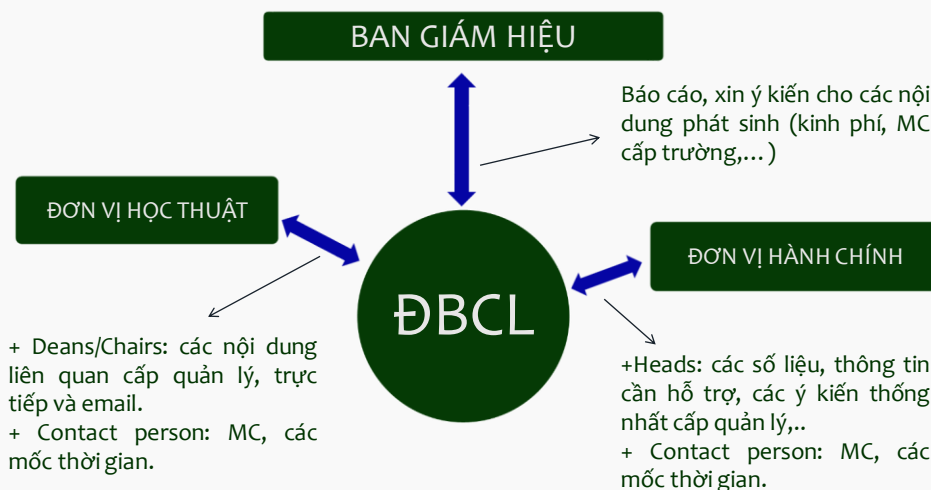 BAN GIÁM HIỆU
Báo cáo, xin ý kiến cho các nội
dung phát sinh (kinh phí, MC
cấp trường,…)
ĐƠN VỊ HỌC THUẬT
ĐƠN VỊ HÀNH CHÍNH
ĐBCL
+ Deans/Chairs: các nội dung
liên quan cấp quản lý, trực
tiếp và email.
+ Contact person: MC, các
mốc thời gian.
+Heads: các số liệu, thông tin
cần hỗ trợ, các ý kiến thống
nhất cấp quản lý,..
+ Contact person: MC, các
mốc thời gian.